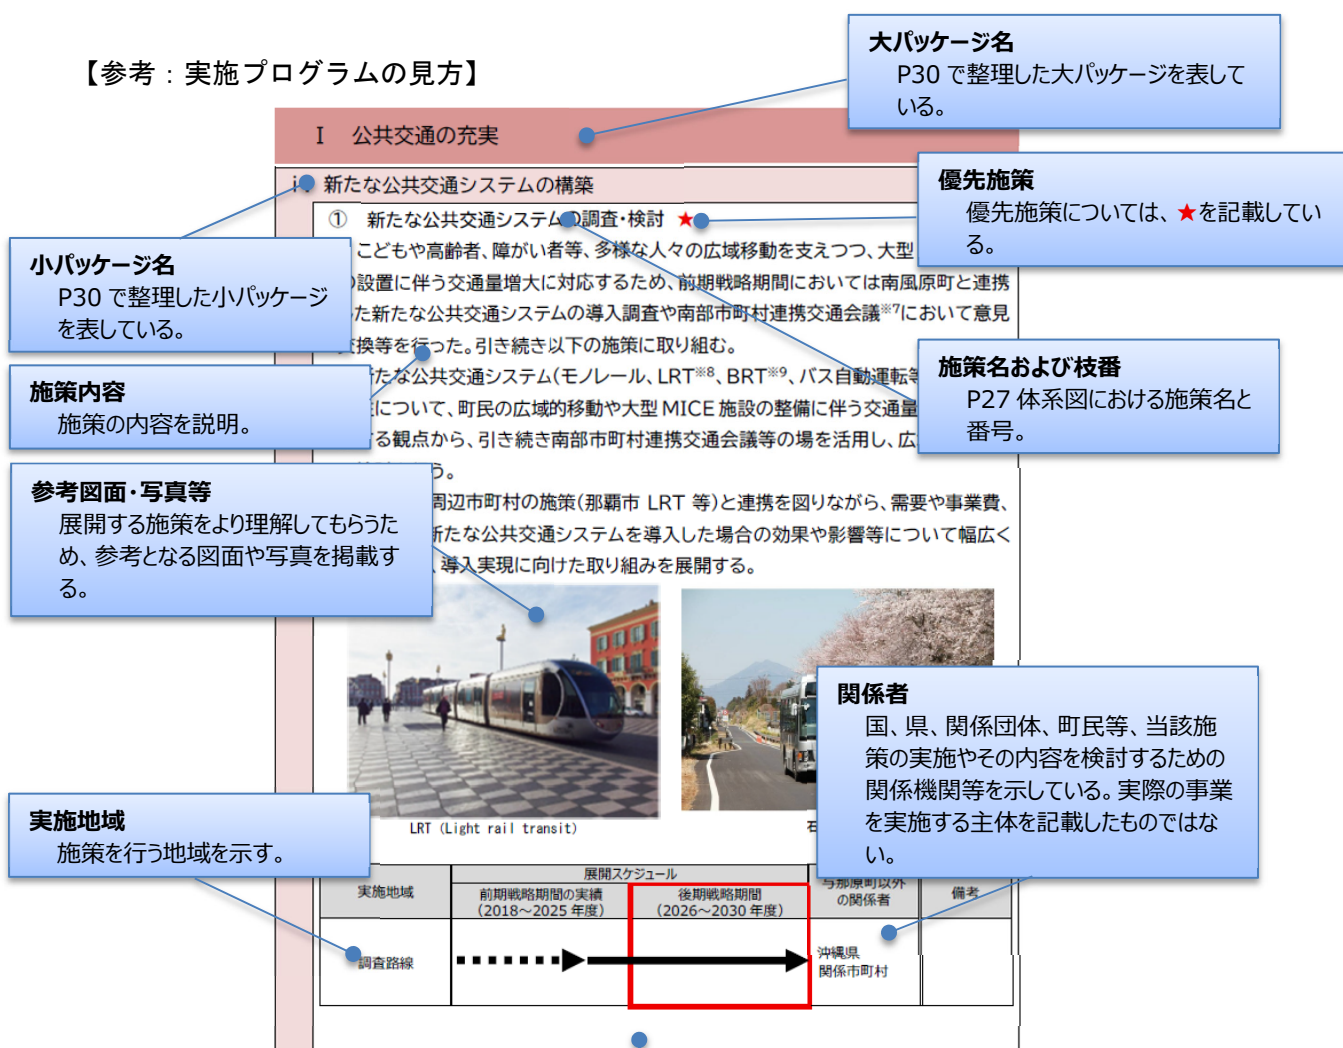 【参考：実施プログラムの見方】
大パッケージ名
P30 で整理した大パッケージを表して
いる。
Ⅰ 公共交通の充実
新たな公共交通システムの構築
優先施策
優先施策については、★を記載してい
る。
① 新たな公共交通システムの調査・検討 ★
こどもや高齢者、障がい者等、多様な人々の広域移動を支えつつ、大型
の設置に伴う交通量増大に対応するため、前期戦略期間においては南風原町と連携
た新たな公共交通システムの導入調査や南部市町村連携交通会議※7において意見
換等を行った。引き続き以下の施策に取り組む。
たな公共交通システム(モノレール、LRT※8、BRT※9、バス自動運転等
について、町民の広域的移動や大型 MICE 施設の整備に伴う交通量
する観点から、引き続き南部市町村連携交通会議等の場を活用し、広
う。
周辺市町村の施策(那覇市 LRT 等)と連携を図りながら、需要や事業費、
新たな公共交通システムを導入した場合の効果や影響等について幅広く
、導入実現に向けた取り組みを展開する。
小パッケージ名
P30 で整理した小パッケージ
を表している。
施策名および枝番
P27 体系図における施策名と
番号。
施策内容
施策の内容を説明。
参考図面・写真等
展開する施策をより理解してもらうた
め、参考となる図面や写真を掲載す
る。
LRT (Light rail transit)
関係者
国、県、関係団体、町民等、当該施
策の実施やその内容を検討するための
関係機関等を示している。実際の事業
を実施する主体を記載したものではな
い。
実施地域
施策を行う地域を示す。
実施地域
展開スケジュール
前期戦略期間の実績
（2018～2025 年度）
後期戦略期間
（2026～2030 年度）
与那原町以外
の関係者
備考
調査路線
沖縄県
関係市町村